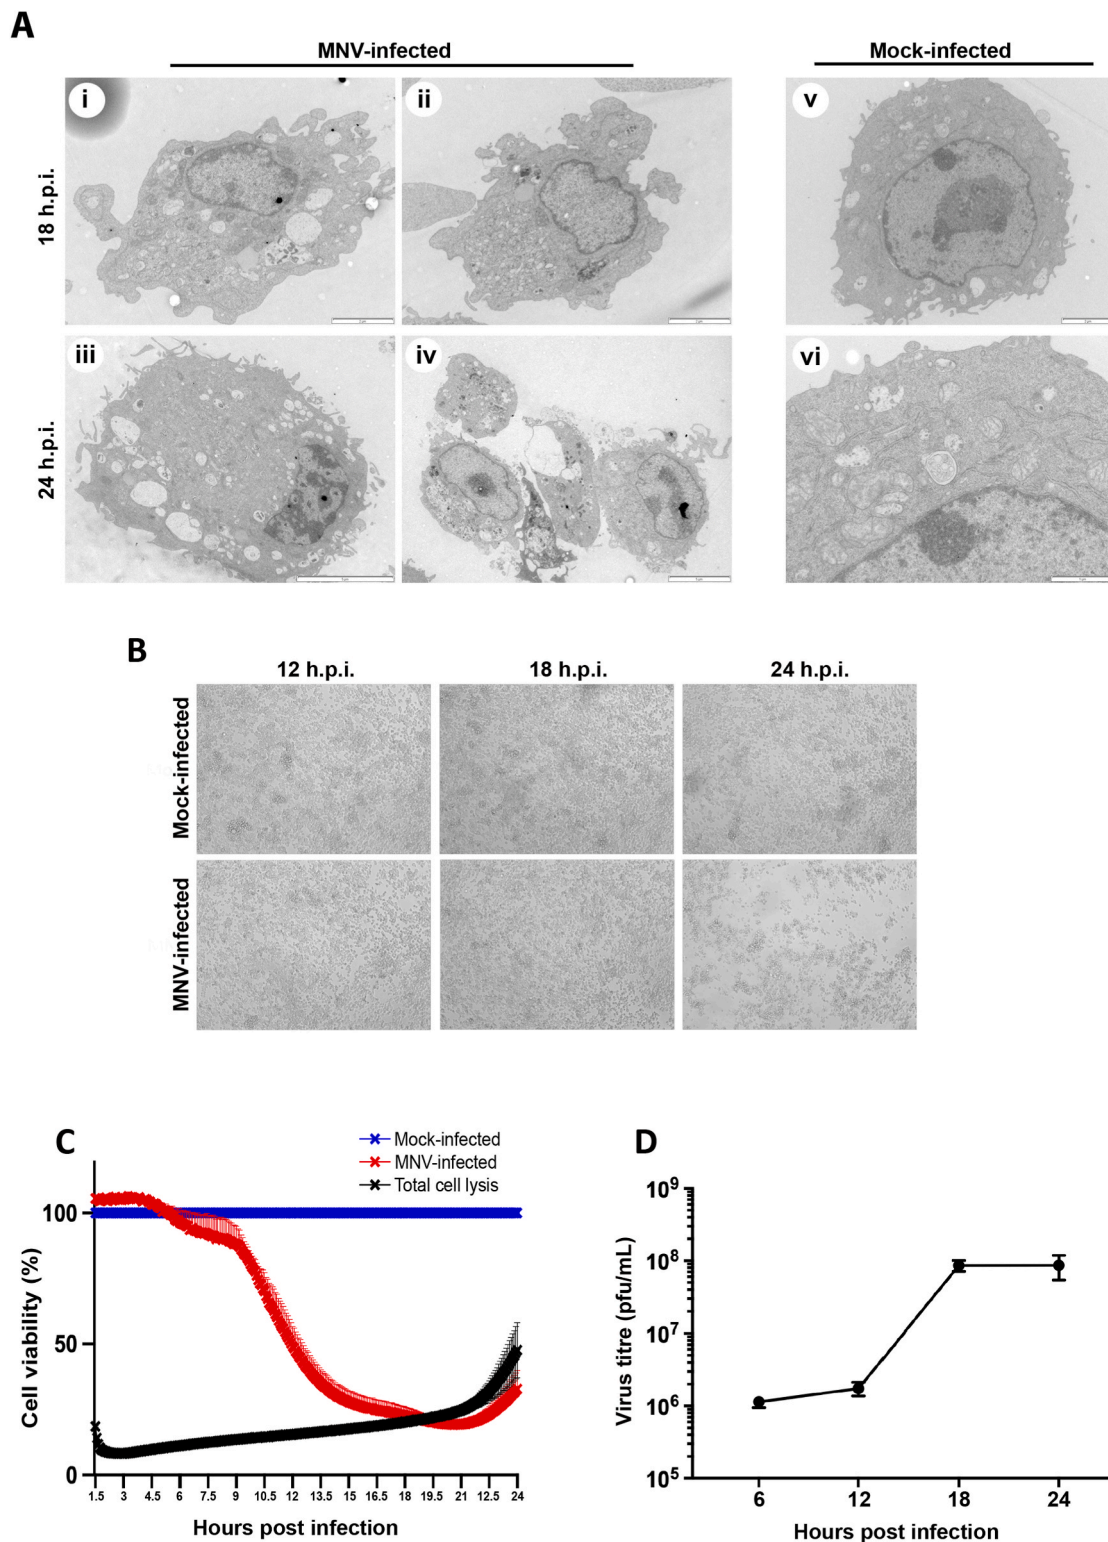 A
MNV-infected
Mock-infected
18 h.p.i.
i
ii
v
24 h.p.i.
iii
iv
vi
B
12 h.p.i.
18 h.p.i.
24 h.p.i.
Mock-infected
MNV-infected
C
Mock-infected
MNV-infected
Total cell lysis
Cell viability (%)
100
50
0
1.5 3 4.5 6 7.5 9 10.5 12 13.5 15 16.5 18 19.5 21 12.5 24
Hours post infection
D
Virus titre (pfu/mL)
10⁹
10⁸
10⁷
10⁶
10⁵
6 12 18 24
Hours post infection